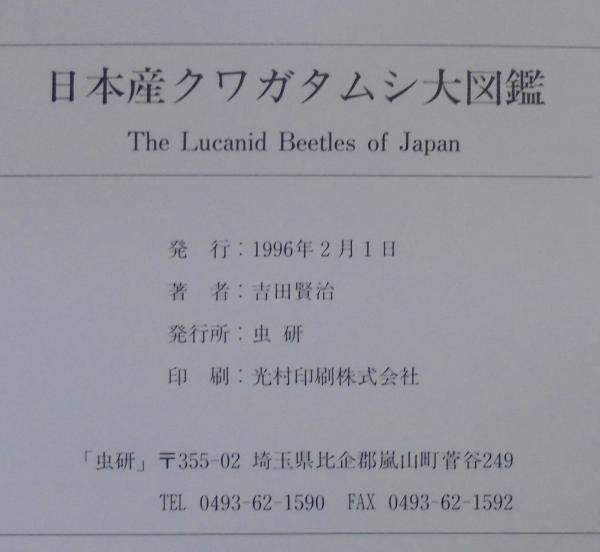 日本産クワガタムシ大図鑑
The Lucanid Beetles of Japan
発　行：1996年2月1日
著　者：吉田賢治
発行所：虫 研
印　刷：光村印刷株式会社
「虫研」〒355-02 埼玉県比企郡嵐山町菅谷249
TEL 0493-62-1590 FAX 0493-62-1592